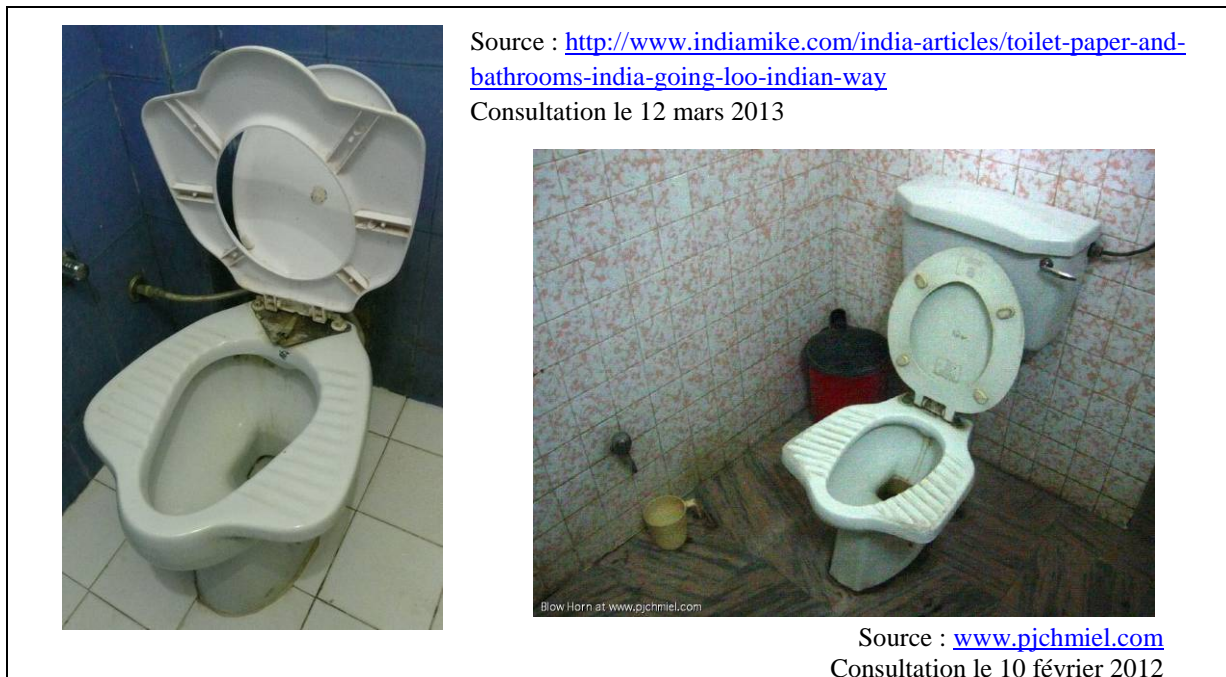 Source : http://www.indiamike.com/india-articles/toilet-paper-and-
bathrooms-india-going-loo-indian-way
Consultation le 12 mars 2013
Blow Horn at www.pjchmiel.com
Source : www.pjchmiel.com
Consultation le 10 février 2012